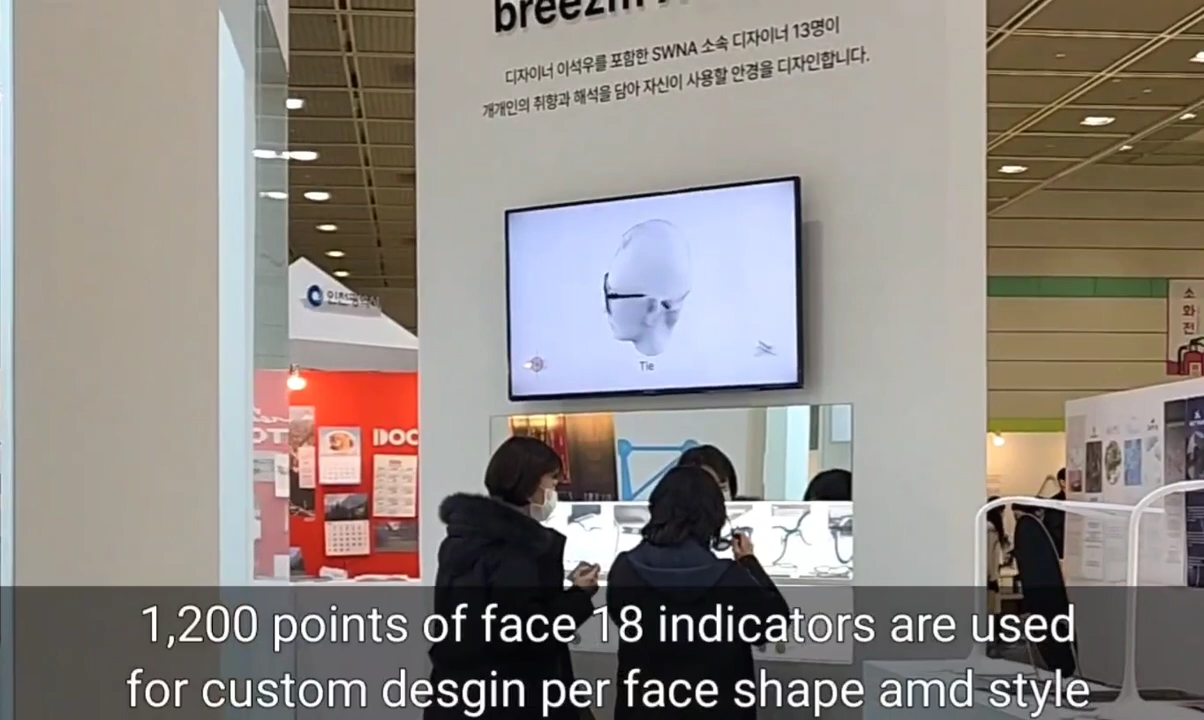 디자이너 이석우를 포함한 SWNA 소속 디자이너 13명이
개개인의 취향과 해석을 담아 자신이 사용할 안경을 디자인합니다.
Tie
소
화
전
DOC
1,200 points of face 18 indicators are used
for custom desgin per face shape amd style